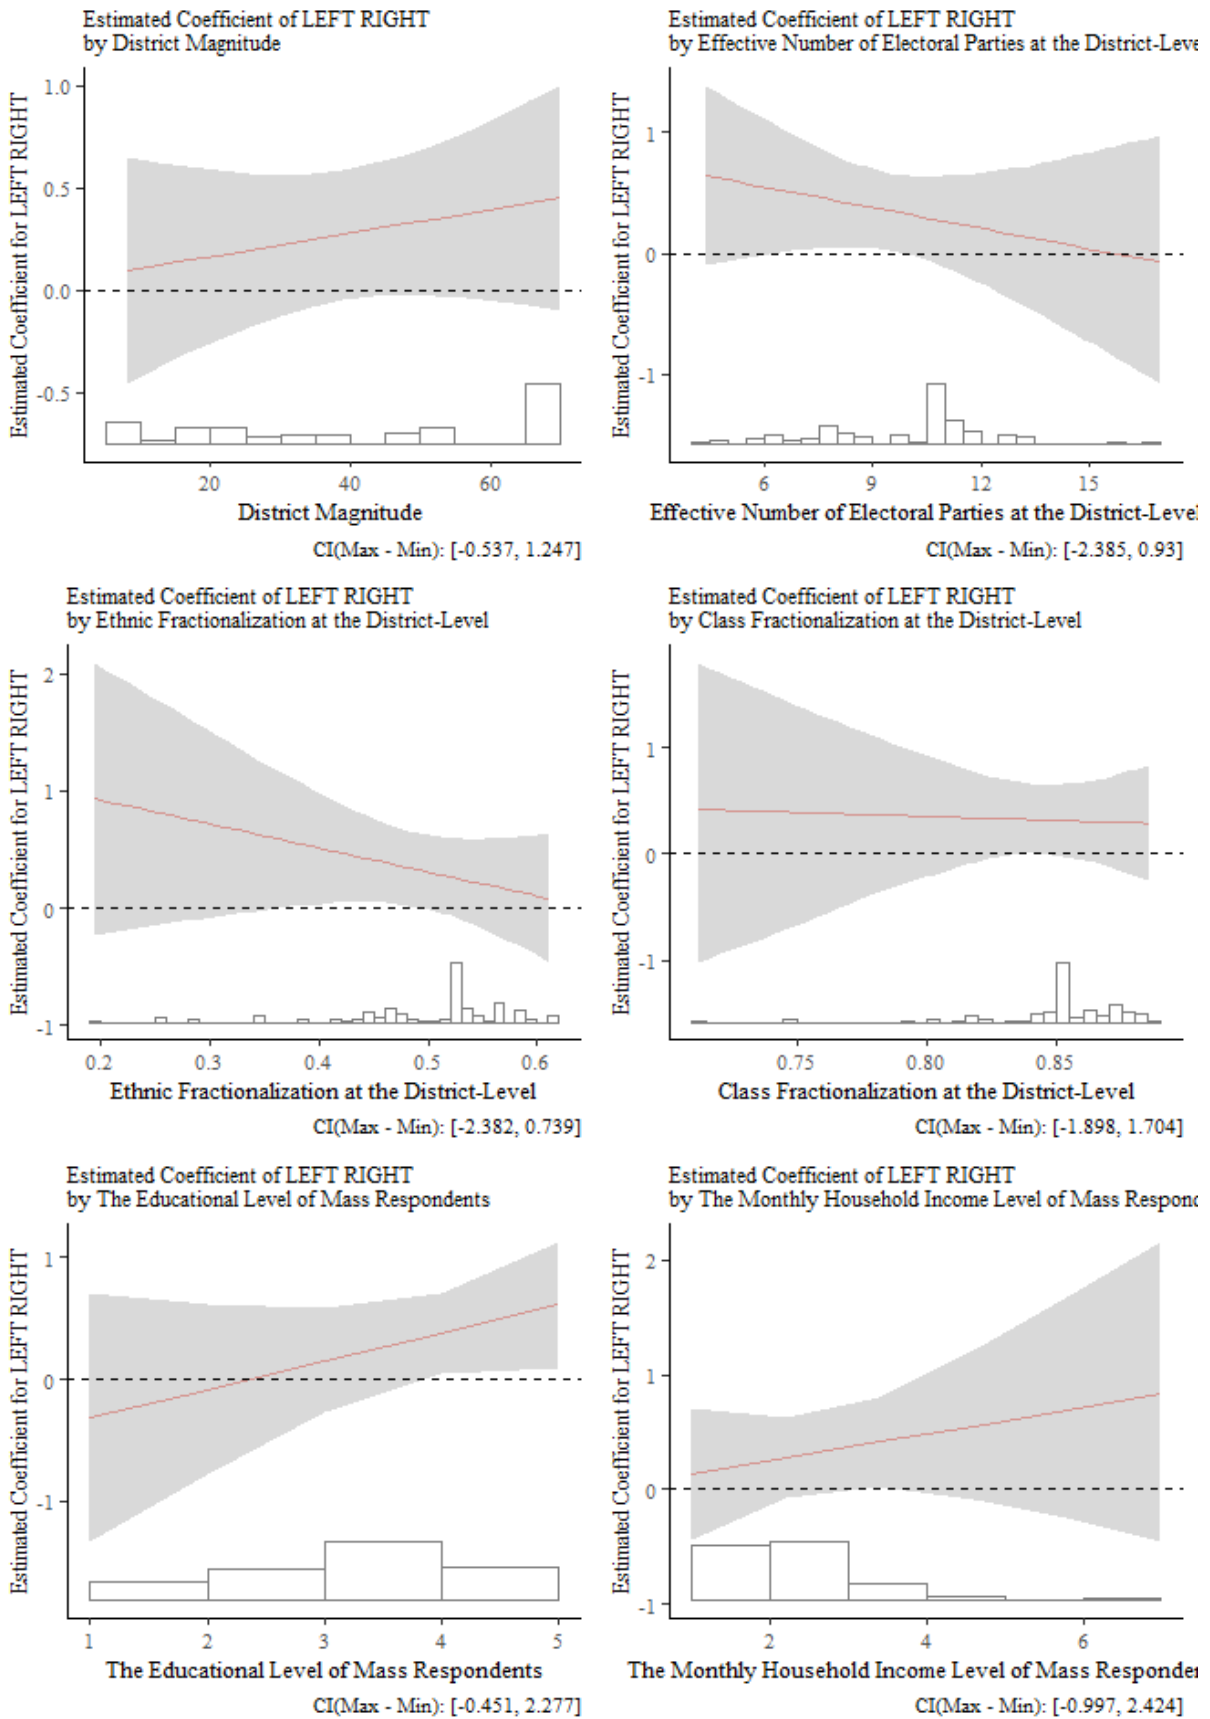 Estimated Coefficient of LEFT RIGHT
by District Magnitude
Estimated Coefficient for LEFT RIGHT
1.0
0.5
0.0
-0.5
20 40 60
District Magnitude
CI(Max - Min): [-0.537, 1.247]
Estimated Coefficient of LEFT RIGHT
by Effective Number of Electoral Parties at the District-Leve
Estimated Coefficient for LEFT RIGHT
1
0
-1
6 9 12 15
Effective Number of Electoral Parties at the District-Level
CI(Max - Min): [-2.385, 0.93]
Estimated Coefficient of LEFT RIGHT
by Ethnic Fractionalization at the District-Level
Estimated Coefficient for LEFT RIGHT
2
1
0
-1
0.2 0.3 0.4 0.5 0.6
Ethnic Fractionalization at the District-Level
CI(Max - Min): [-2.382, 0.739]
Estimated Coefficient of LEFT RIGHT
by Class Fractionalization at the District-Level
Estimated Coefficient for LEFT RIGHT
1
0
-1
0.75 0.80 0.85
Class Fractionalization at the District-Level
CI(Max - Min): [-1.898, 1.704]
Estimated Coefficient of LEFT RIGHT
by The Educational Level of Mass Respondents
Estimated Coefficient for LEFT RIGHT
1
0
-1
1 2 3 4 5
The Educational Level of Mass Respondents
CI(Max - Min): [-0.451, 2.277]
Estimated Coefficient of LEFT RIGHT
by The Monthly Household Income Level of Mass Respond
Estimated Coefficient for LEFT RIGHT
2
1
0
-1
2 4 6
The Monthly Household Income Level of Mass Responden
CI(Max - Min): [-0.997, 2.424]